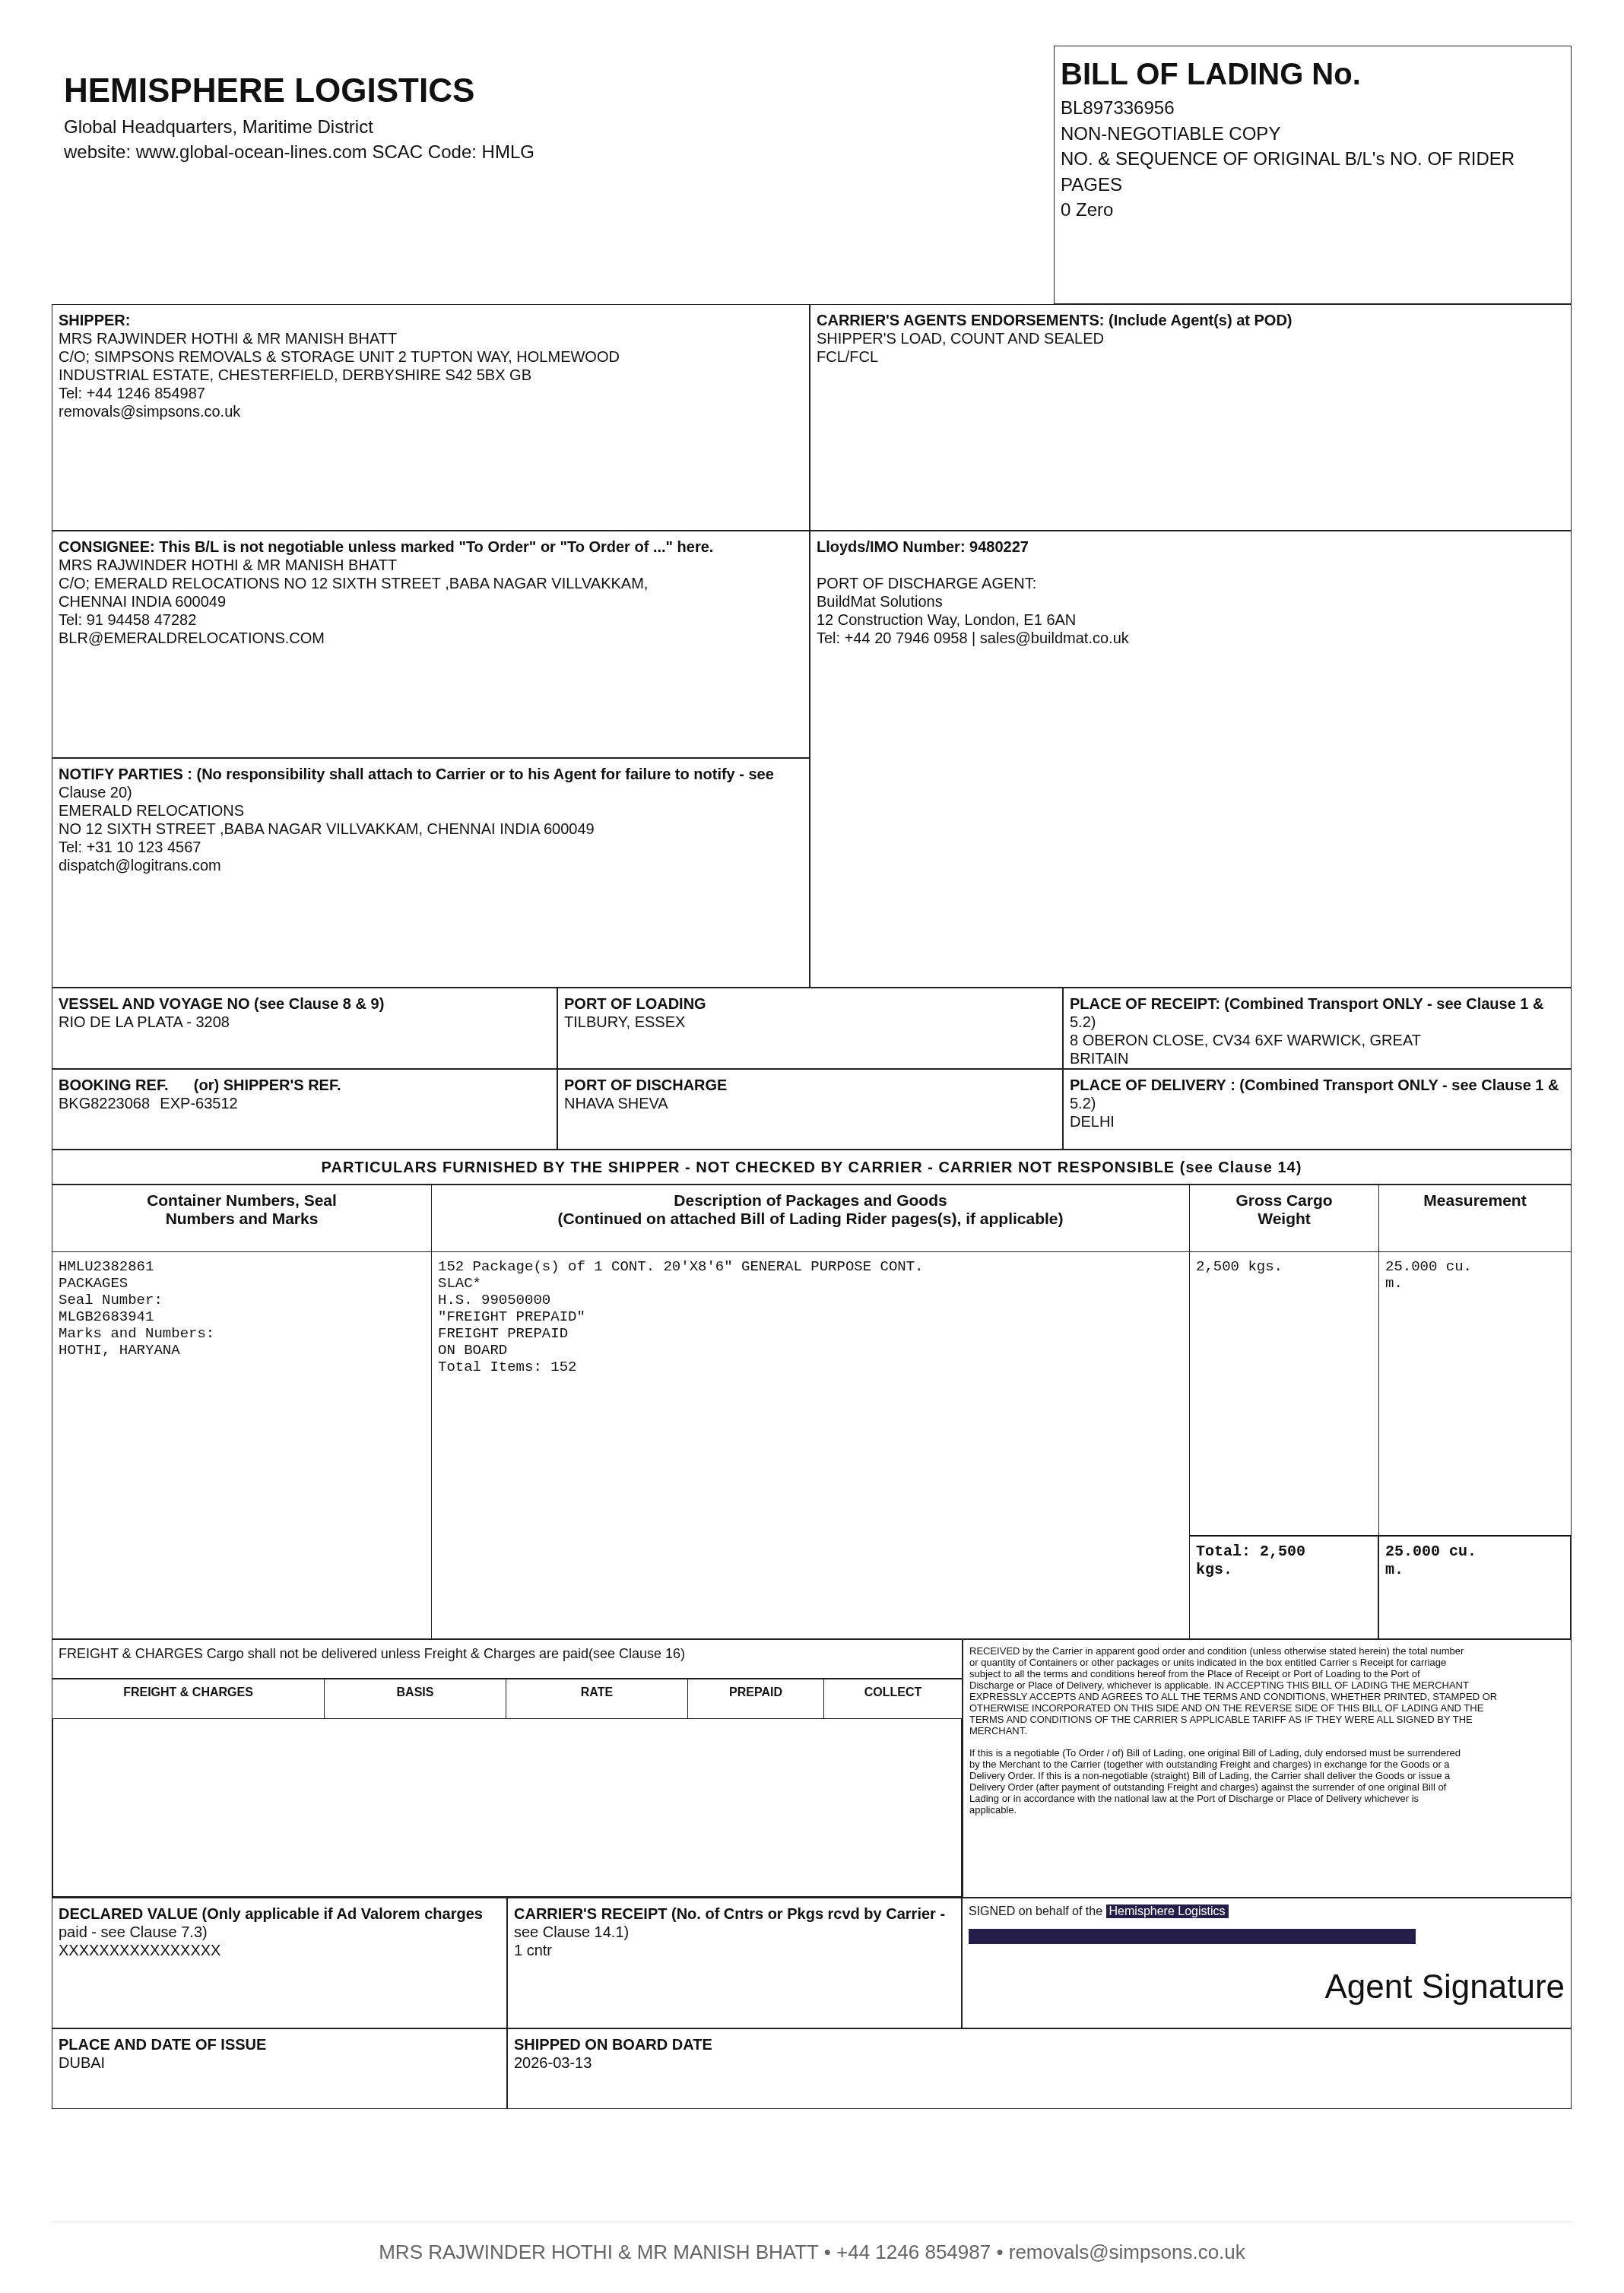 HEMISPHERE LOGISTICS
Global Headquarters, Maritime District
website: www.global-ocean-lines.com SCAC Code: HMLG
BILL OF LADING No.
BL897336956
NON-NEGOTIABLE COPY
NO. & SEQUENCE OF ORIGINAL B/L's NO. OF RIDER
PAGES
0 Zero
SHIPPER:
MRS RAJWINDER HOTHI & MR MANISH BHATT
C/O; SIMPSONS REMOVALS & STORAGE UNIT 2 TUPTON WAY, HOLMEWOOD
INDUSTRIAL ESTATE, CHESTERFIELD, DERBYSHIRE S42 5BX GB
Tel: +44 1246 854987
removals@simpsons.co.uk
CARRIER'S AGENTS ENDORSEMENTS: (Include Agent(s) at POD)
SHIPPER'S LOAD, COUNT AND SEALED
FCL/FCL
CONSIGNEE: This B/L is not negotiable unless marked "To Order" or "To Order of ..." here.
MRS RAJWINDER HOTHI & MR MANISH BHATT
C/O; EMERALD RELOCATIONS NO 12 SIXTH STREET ,BABA NAGAR VILLVAKKAM,
CHENNAI INDIA 600049
Tel: 91 94458 47282
BLR@EMERALDRELOCATIONS.COM
Lloyds/IMO Number: 9480227
PORT OF DISCHARGE AGENT:
BuildMat Solutions
12 Construction Way, London, E1 6AN
Tel: +44 20 7946 0958 | sales@buildmat.co.uk
NOTIFY PARTIES : (No responsibility shall attach to Carrier or to his Agent for failure to notify - see
Clause 20)
EMERALD RELOCATIONS
NO 12 SIXTH STREET ,BABA NAGAR VILLVAKKAM, CHENNAI INDIA 600049
Tel: +31 10 123 4567
dispatch@logitrans.com
VESSEL AND VOYAGE NO (see Clause 8 & 9)
RIO DE LA PLATA - 3208
PORT OF LOADING
TILBURY, ESSEX
PLACE OF RECEIPT: (Combined Transport ONLY - see Clause 1 &
5.2)
8 OBERON CLOSE, CV34 6XF WARWICK, GREAT
BRITAIN
BOOKING REF. (or) SHIPPER'S REF.
BKG8223068 EXP-63512
PORT OF DISCHARGE
NHAVA SHEVA
PLACE OF DELIVERY : (Combined Transport ONLY - see Clause 1 &
5.2)
DELHI
PARTICULARS FURNISHED BY THE SHIPPER - NOT CHECKED BY CARRIER - CARRIER NOT RESPONSIBLE (see Clause 14)
Container Numbers, Seal
Numbers and Marks
Description of Packages and Goods
(Continued on attached Bill of Lading Rider pages(s), if applicable)
Gross Cargo
Weight
Measurement
HMLU2382861
PACKAGES
Seal Number:
MLGB2683941
Marks and Numbers:
HOTHI, HARYANA
152 Package(s) of 1 CONT. 20'X8'6" GENERAL PURPOSE CONT.
SLAC*
H.S. 99050000
"FREIGHT PREPAID"
FREIGHT PREPAID
ON BOARD
Total Items: 152
2,500 kgs.
25.000 cu.
m.
Total: 2,500
kgs.
25.000 cu.
m.
FREIGHT & CHARGES Cargo shall not be delivered unless Freight & Charges are paid(see Clause 16)
FREIGHT & CHARGES
BASIS
RATE
PREPAID
COLLECT
RECEIVED by the Carrier in apparent good order and condition (unless otherwise stated herein) the total number
or quantity of Containers or other packages or units indicated in the box entitled Carrier s Receipt for carriage
subject to all the terms and conditions hereof from the Place of Receipt or Port of Loading to the Port of
Discharge or Place of Delivery, whichever is applicable. IN ACCEPTING THIS BILL OF LADING THE MERCHANT
EXPRESSLY ACCEPTS AND AGREES TO ALL THE TERMS AND CONDITIONS, WHETHER PRINTED, STAMPED OR
OTHERWISE INCORPORATED ON THIS SIDE AND ON THE REVERSE SIDE OF THIS BILL OF LADING AND THE
TERMS AND CONDITIONS OF THE CARRIER S APPLICABLE TARIFF AS IF THEY WERE ALL SIGNED BY THE
MERCHANT.
If this is a negotiable (To Order / of) Bill of Lading, one original Bill of Lading, duly endorsed must be surrendered
by the Merchant to the Carrier (together with outstanding Freight and charges) in exchange for the Goods or a
Delivery Order. If this is a non-negotiable (straight) Bill of Lading, the Carrier shall deliver the Goods or issue a
Delivery Order (after payment of outstanding Freight and charges) against the surrender of one original Bill of
Lading or in accordance with the national law at the Port of Discharge or Place of Delivery whichever is
applicable.
DECLARED VALUE (Only applicable if Ad Valorem charges
paid - see Clause 7.3)
XXXXXXXXXXXXXXXX
CARRIER'S RECEIPT (No. of Cntrs or Pkgs rcvd by Carrier -
see Clause 14.1)
1 cntr
SIGNED on behalf of the Hemisphere Logistics
Agent Signature
PLACE AND DATE OF ISSUE
DUBAI
SHIPPED ON BOARD DATE
2026-03-13
MRS RAJWINDER HOTHI & MR MANISH BHATT • +44 1246 854987 • removals@simpsons.co.uk